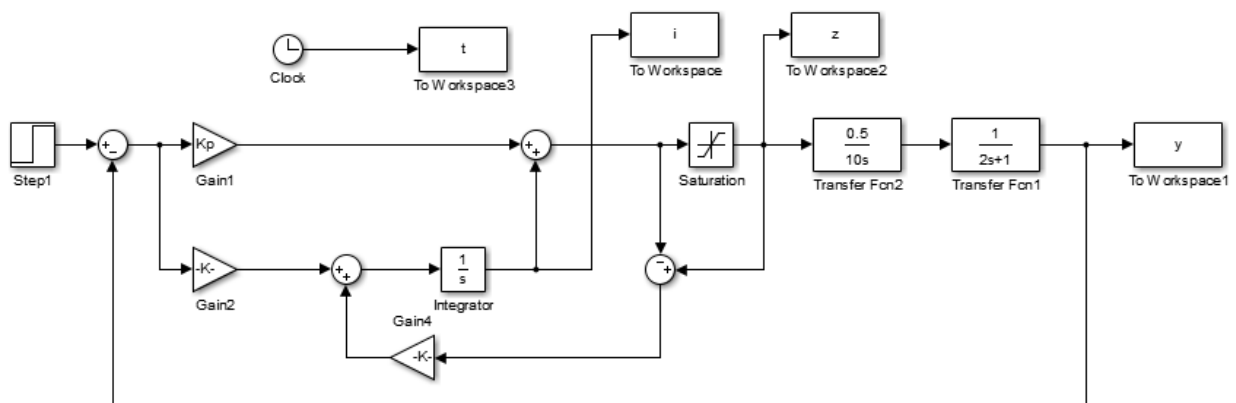 t
i
z
Clock
To Workspace3
To Workspace
To Workspace2
+
−
Kp
+
+
0.5
10s
1
2s+1
y
Step1
Gain1
Saturation
Transfer Fcn2
Transfer Fcn1
To Workspace1
-K-
+
+
1
s
−
+
Gain2
Integrator
Gain4
-K-